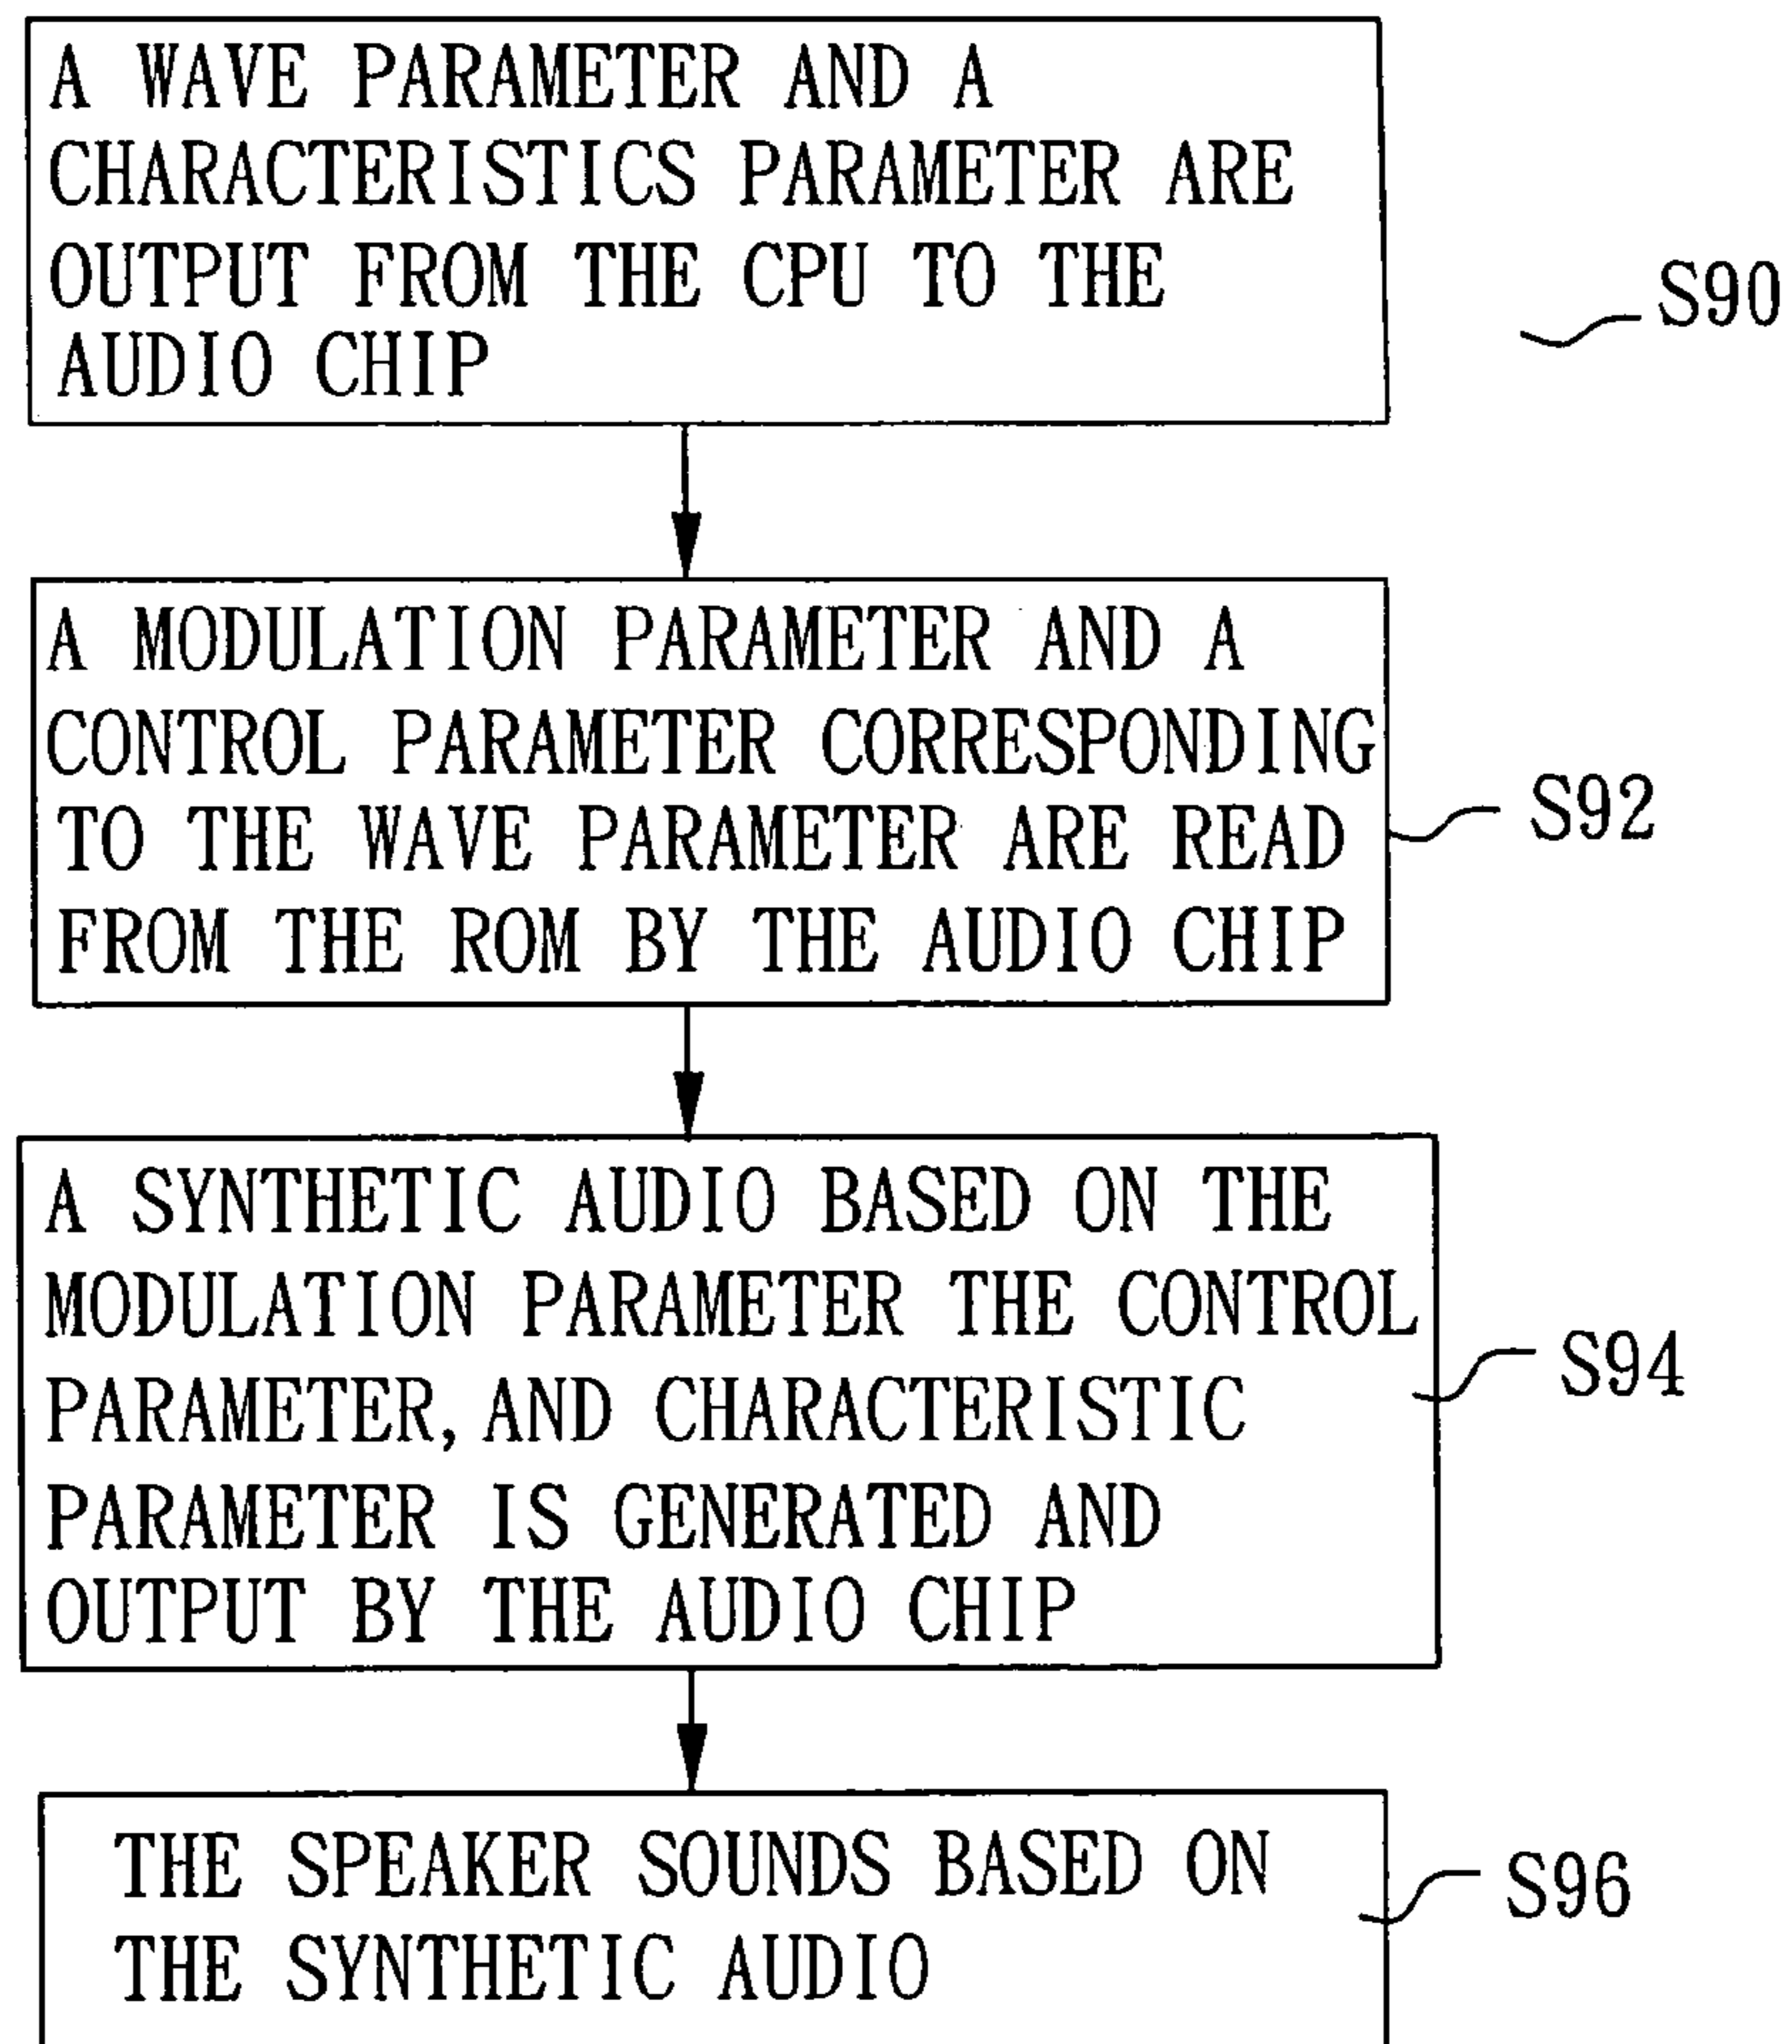 A WAVE PARAMETER AND A
CHARACTERISTICS PARAMETER ARE
OUTPUT FROM THE CPU TO THE
AUDIO CHIP
S90
A MODULATION PARAMETER AND A
CONTROL PARAMETER CORRESPONDING
TO THE WAVE PARAMETER ARE READ
FROM THE ROM BY THE AUDIO CHIP
S92
A SYNTHETIC AUDIO BASED ON THE
MODULATION PARAMETER THE CONTROL
PARAMETER, AND CHARACTERISTIC
PARAMETER IS GENERATED AND
OUTPUT BY THE AUDIO CHIP
S94
THE SPEAKER SOUNDS BASED ON
THE SYNTHETIC AUDIO
S96